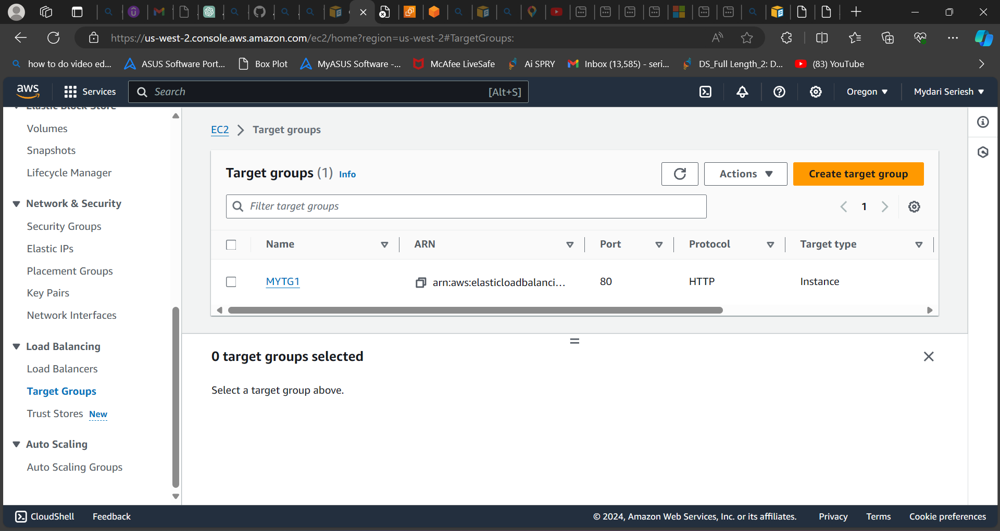 https://us-west-2.console.aws.amazon.com/ec2/home?region=us-west-2#TargetGroups:
how to do video ed... ASUS Software Port... Box Plot MyASUS Software -... McAfee LiveSafe Ai SPRY Inbox (13,585) - seri... DS_Full Length_2: D... (83) YouTube
aws Services Search [Alt+S] Oregon Mydari Seriesh
Elastic Block Store
Volumes
Snapshots
Lifecycle Manager
Network & Security
Security Groups
Elastic IPs
Placement Groups
Key Pairs
Network Interfaces
Load Balancing
Load Balancers
Target Groups
Trust Stores New
Auto Scaling
Auto Scaling Groups
EC2 Target groups
Target groups (1) Info Actions Create target group
Filter target groups 1
Name ARN Port Protocol Target type
MYTG1 arn:aws:elasticloadbalanci... 80 HTTP Instance
0 target groups selected
Select a target group above.
CloudShell Feedback © 2024, Amazon Web Services, Inc. or its affiliates. Privacy Terms Cookie preferences